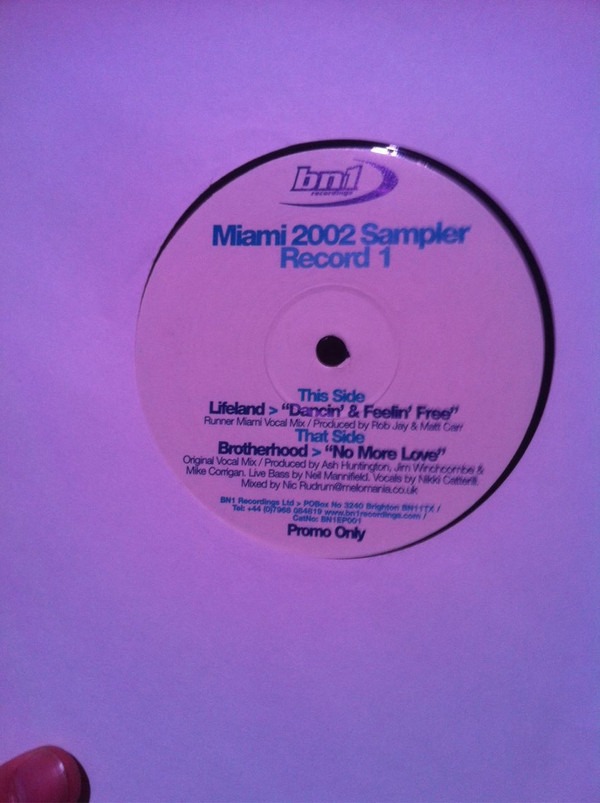 bn1
recordings
Miami 2002 Sampler
Record 1
This Side
Lifeland > "Dancin' & Feelin' Free"
Runner Miami Vocal Mix / Produced by Rob Jay & Matt Carr
That Side
Brotherhood > "No More Love"
Original Vocal Mix / Produced by Ash Huntington, Jim Winchcombe &
Mike Corrigan. Live Bass by Neil Mannifield. Vocals by Nikki Catterill.
Mixed by Nic Rudrum@melomania.co.uk
BN1 Recordings Ltd > POBox No 3240 Brighton BN11TX /
Tel: +44 (0)7968 084619 www.bn1recordings.com /
CatNo: BN1EP001
Promo Only